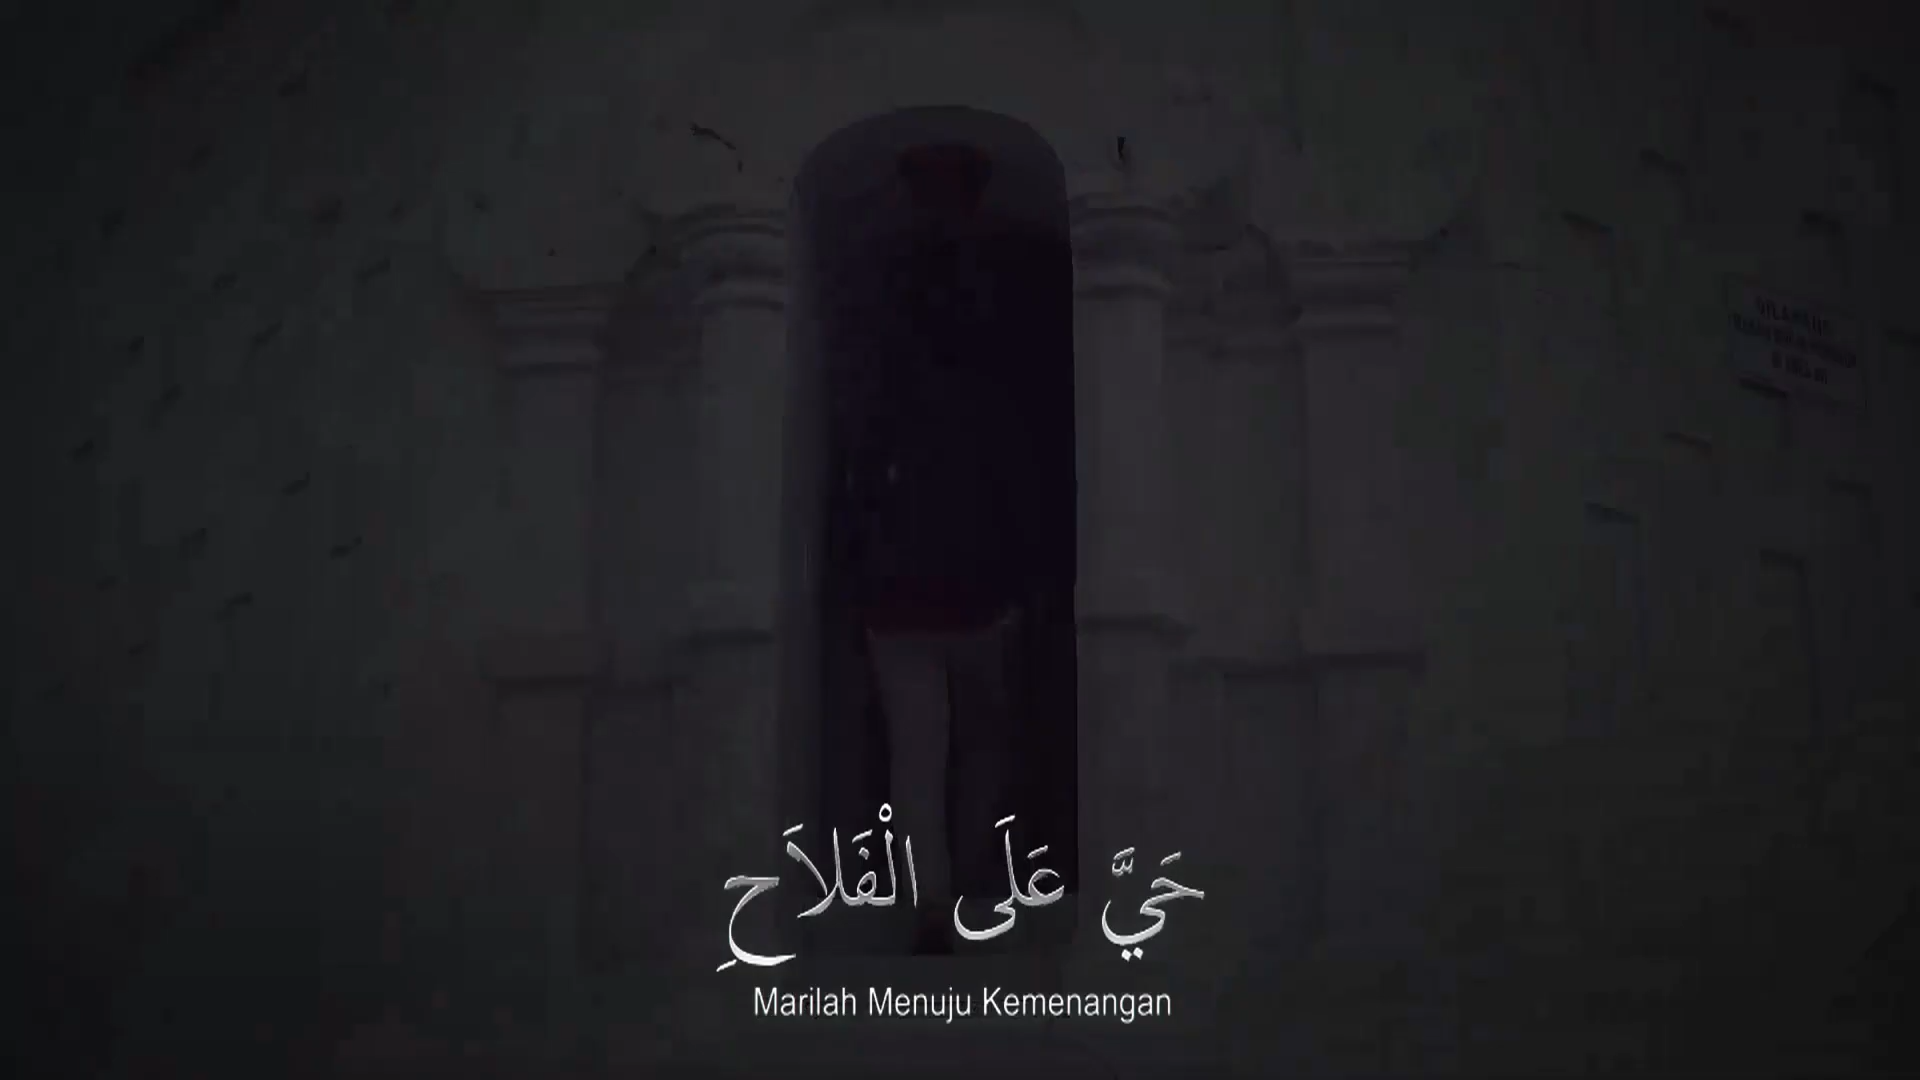 حَيَّ عَلَى الْفَلاَحِ
Marilah Menuju Kemenangan